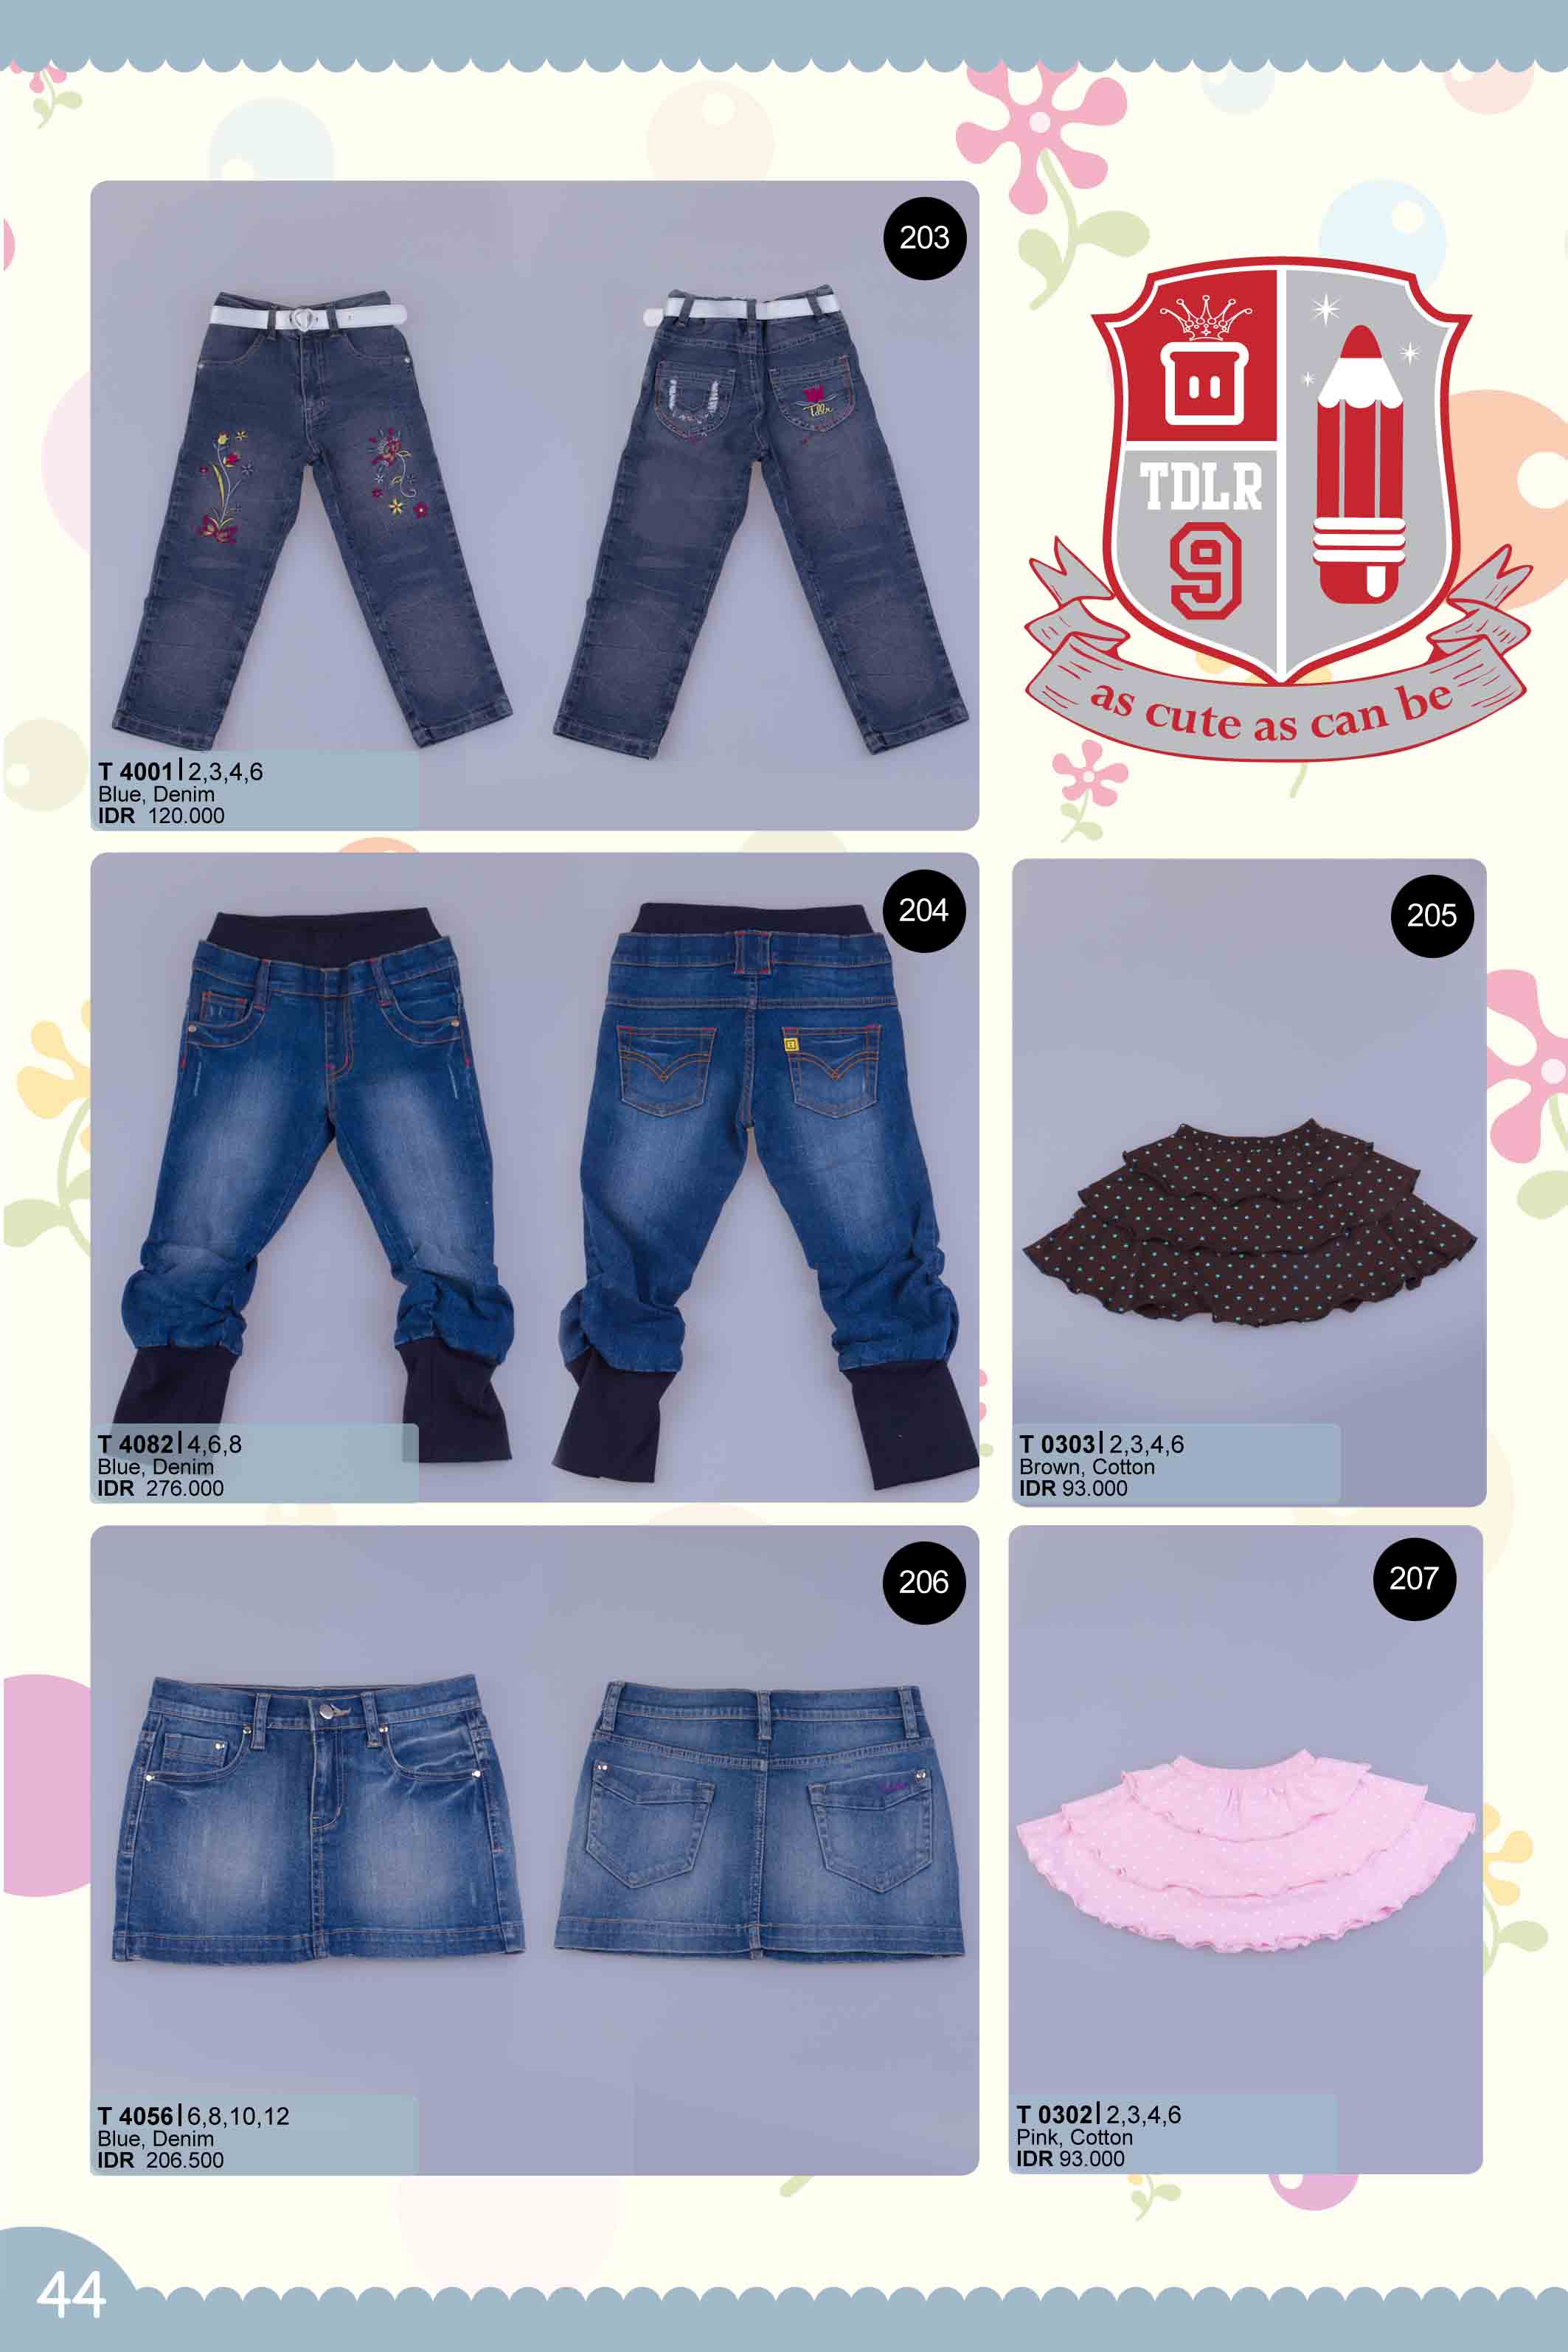 203
T 4001|2,3,4,6
Blue, Denim
IDR 120.000
TDLR
9
as cute as can be
Tdlr
204
T 4082|4,6,8
Blue, Denim
IDR 276.000
205
T 0303|2,3,4,6
Brown, Cotton
IDR 93.000
206
T 4056|6,8,10,12
Blue, Denim
IDR 206.500
207
T 0302|2,3,4,6
Pink, Cotton
IDR 93.000
44